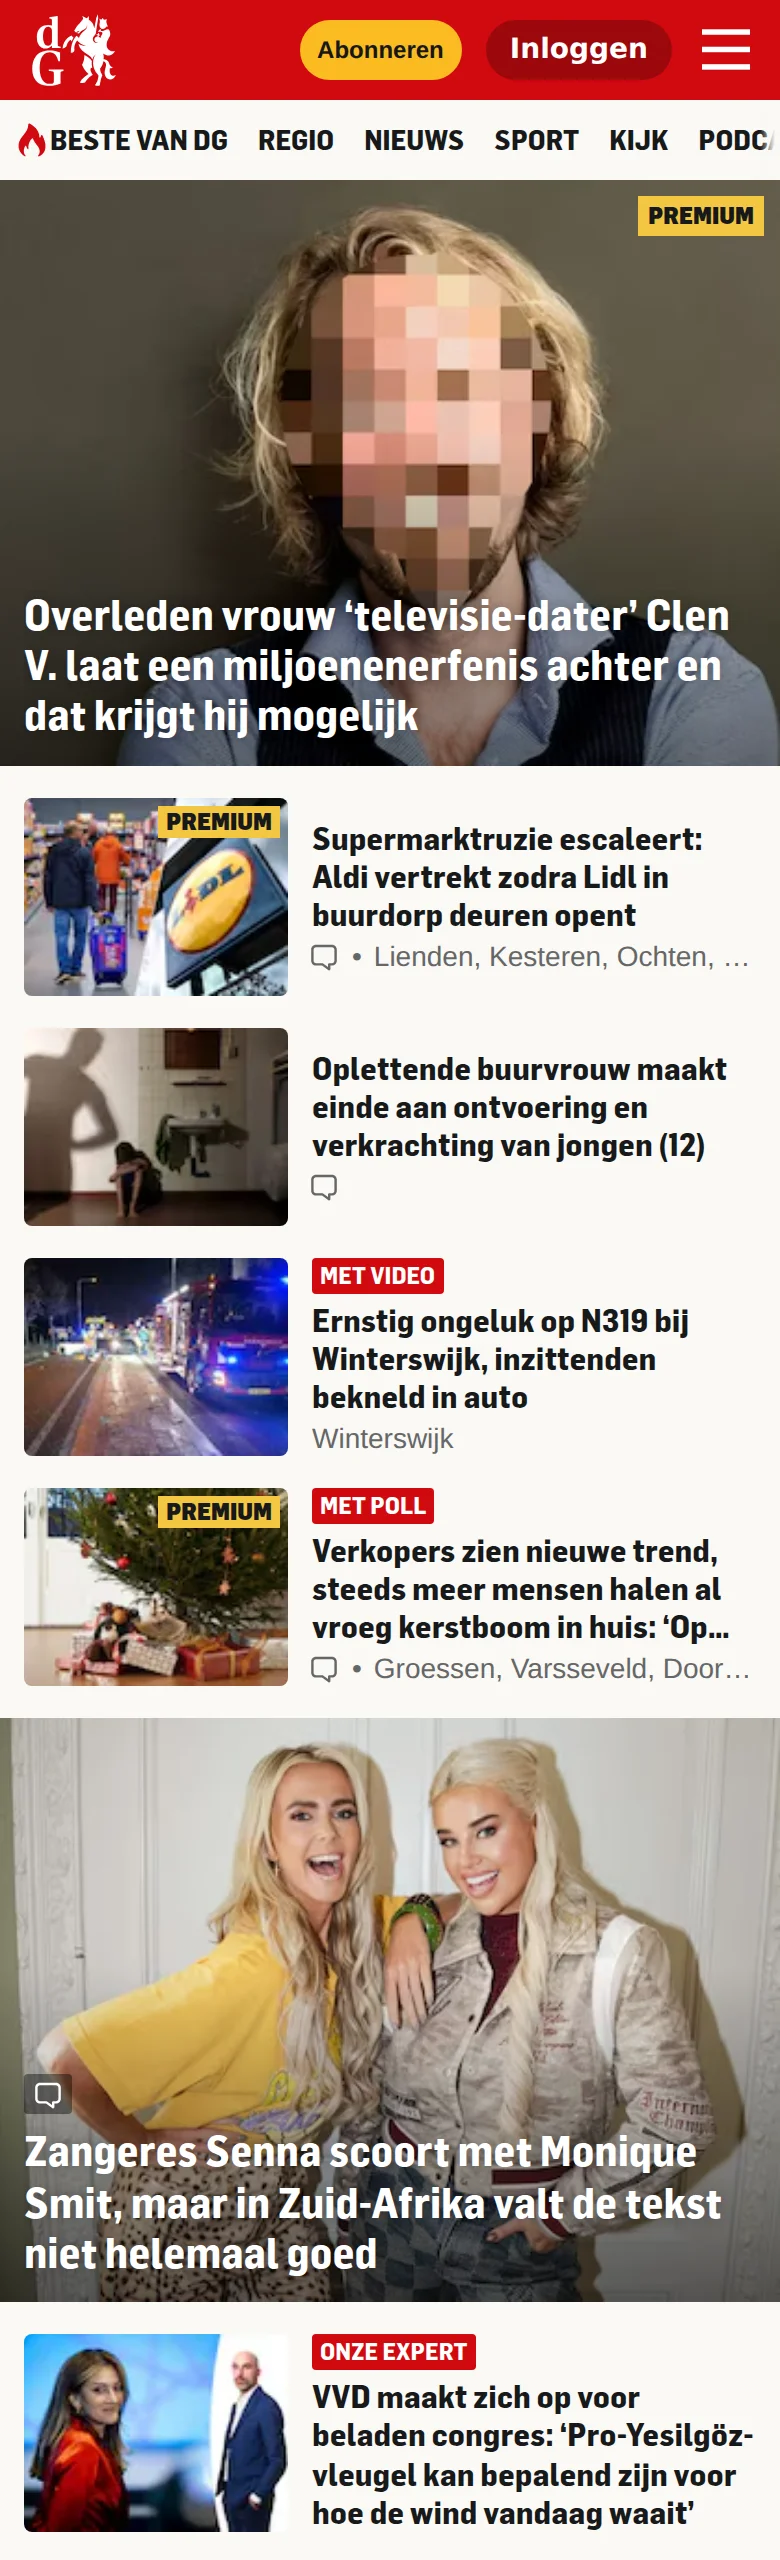 dG
Abonneren
Inloggen
BESTE VAN DG REGIO NIEUWS SPORT KIJK PODCA
PREMIUM
Overleden vrouw ‘televisie-dater’ Clen
V. laat een miljoenenerfenis achter en
dat krijgt hij mogelijk
PREMIUM
Supermarktruzie escaleert:
Aldi vertrekt zodra Lidl in
buurdorp deuren opent
• Lienden, Kesteren, Ochten, …
Oplettende buurvrouw maakt
einde aan ontvoering en
verkrachting van jongen (12)
MET VIDEO
Ernstig ongeluk op N319 bij
Winterswijk, inzittenden
bekneld in auto
Winterswijk
PREMIUM
MET POLL
Verkopers zien nieuwe trend,
steeds meer mensen halen al
vroeg kerstboom in huis: ‘Op...
• Groessen, Varsseveld, Door…
Zangeres Senna scoort met Monique
Smit, maar in Zuid-Afrika valt de tekst
niet helemaal goed
ONZE EXPERT
VVD maakt zich op voor
beladen congres: ‘Pro-Yesilgöz-
vleugel kan bepalend zijn voor
hoe de wind vandaag waait’